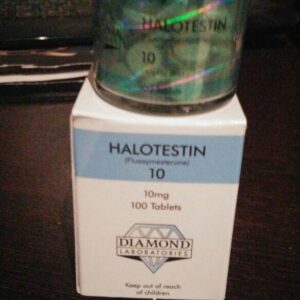 HALOTESTIN
10
HALOTESTIN
(Fluoxymesterone)
10
10mg
100 Tablets
DIAMOND
LABORATORIES
Keep out of reach
of children